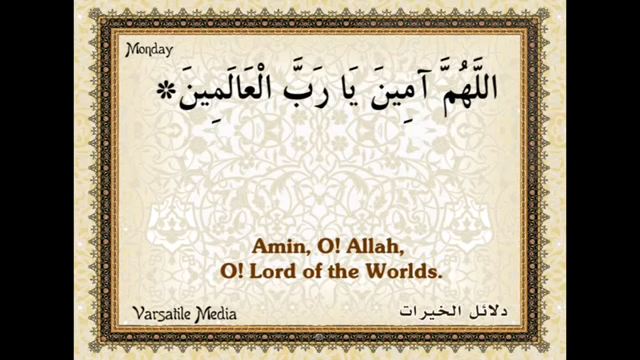 Monday
اللَّهُمَّ آمِينَ يَا رَبَّ الْعَالَمِينَ*
Amin, O! Allah,
O! Lord of the Worlds.
Varsatile Media
دلائل الخيرات